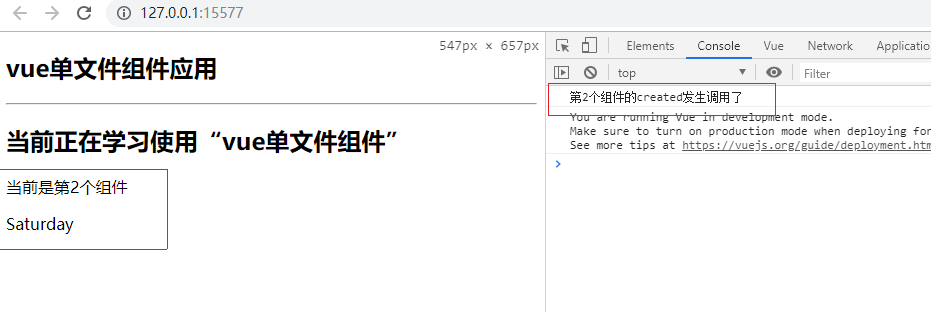 127.0.0.1:15577
547px × 657px
vue单文件组件应用
当前正在学习使用“vue单文件组件”
当前是第2个组件
Saturday
Elements Console Vue Network Applicatio
top Filter
第2个组件的created发生调用了
You are running Vue in development mode.
Make sure to turn on production mode when deploying for
See more tips at https://vuejs.org/guide/deployment.htm